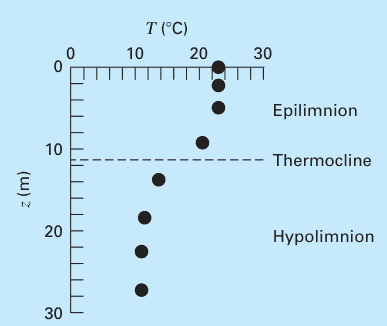 T (°C)
0 10 20 30
0
Epilimnion
10
Thermocline
z (m)
20
Hypolimnion
30